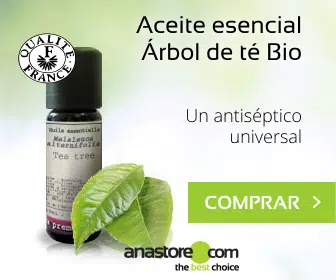 Aceite esencial
Árbol de té Bio
QUALITÉ
F
FRANCE
Un antiséptico
universal
Huile essentielle
Melaleuca
alternifolia
Tea tree
COMPRAR >
anastore.com
the best choice